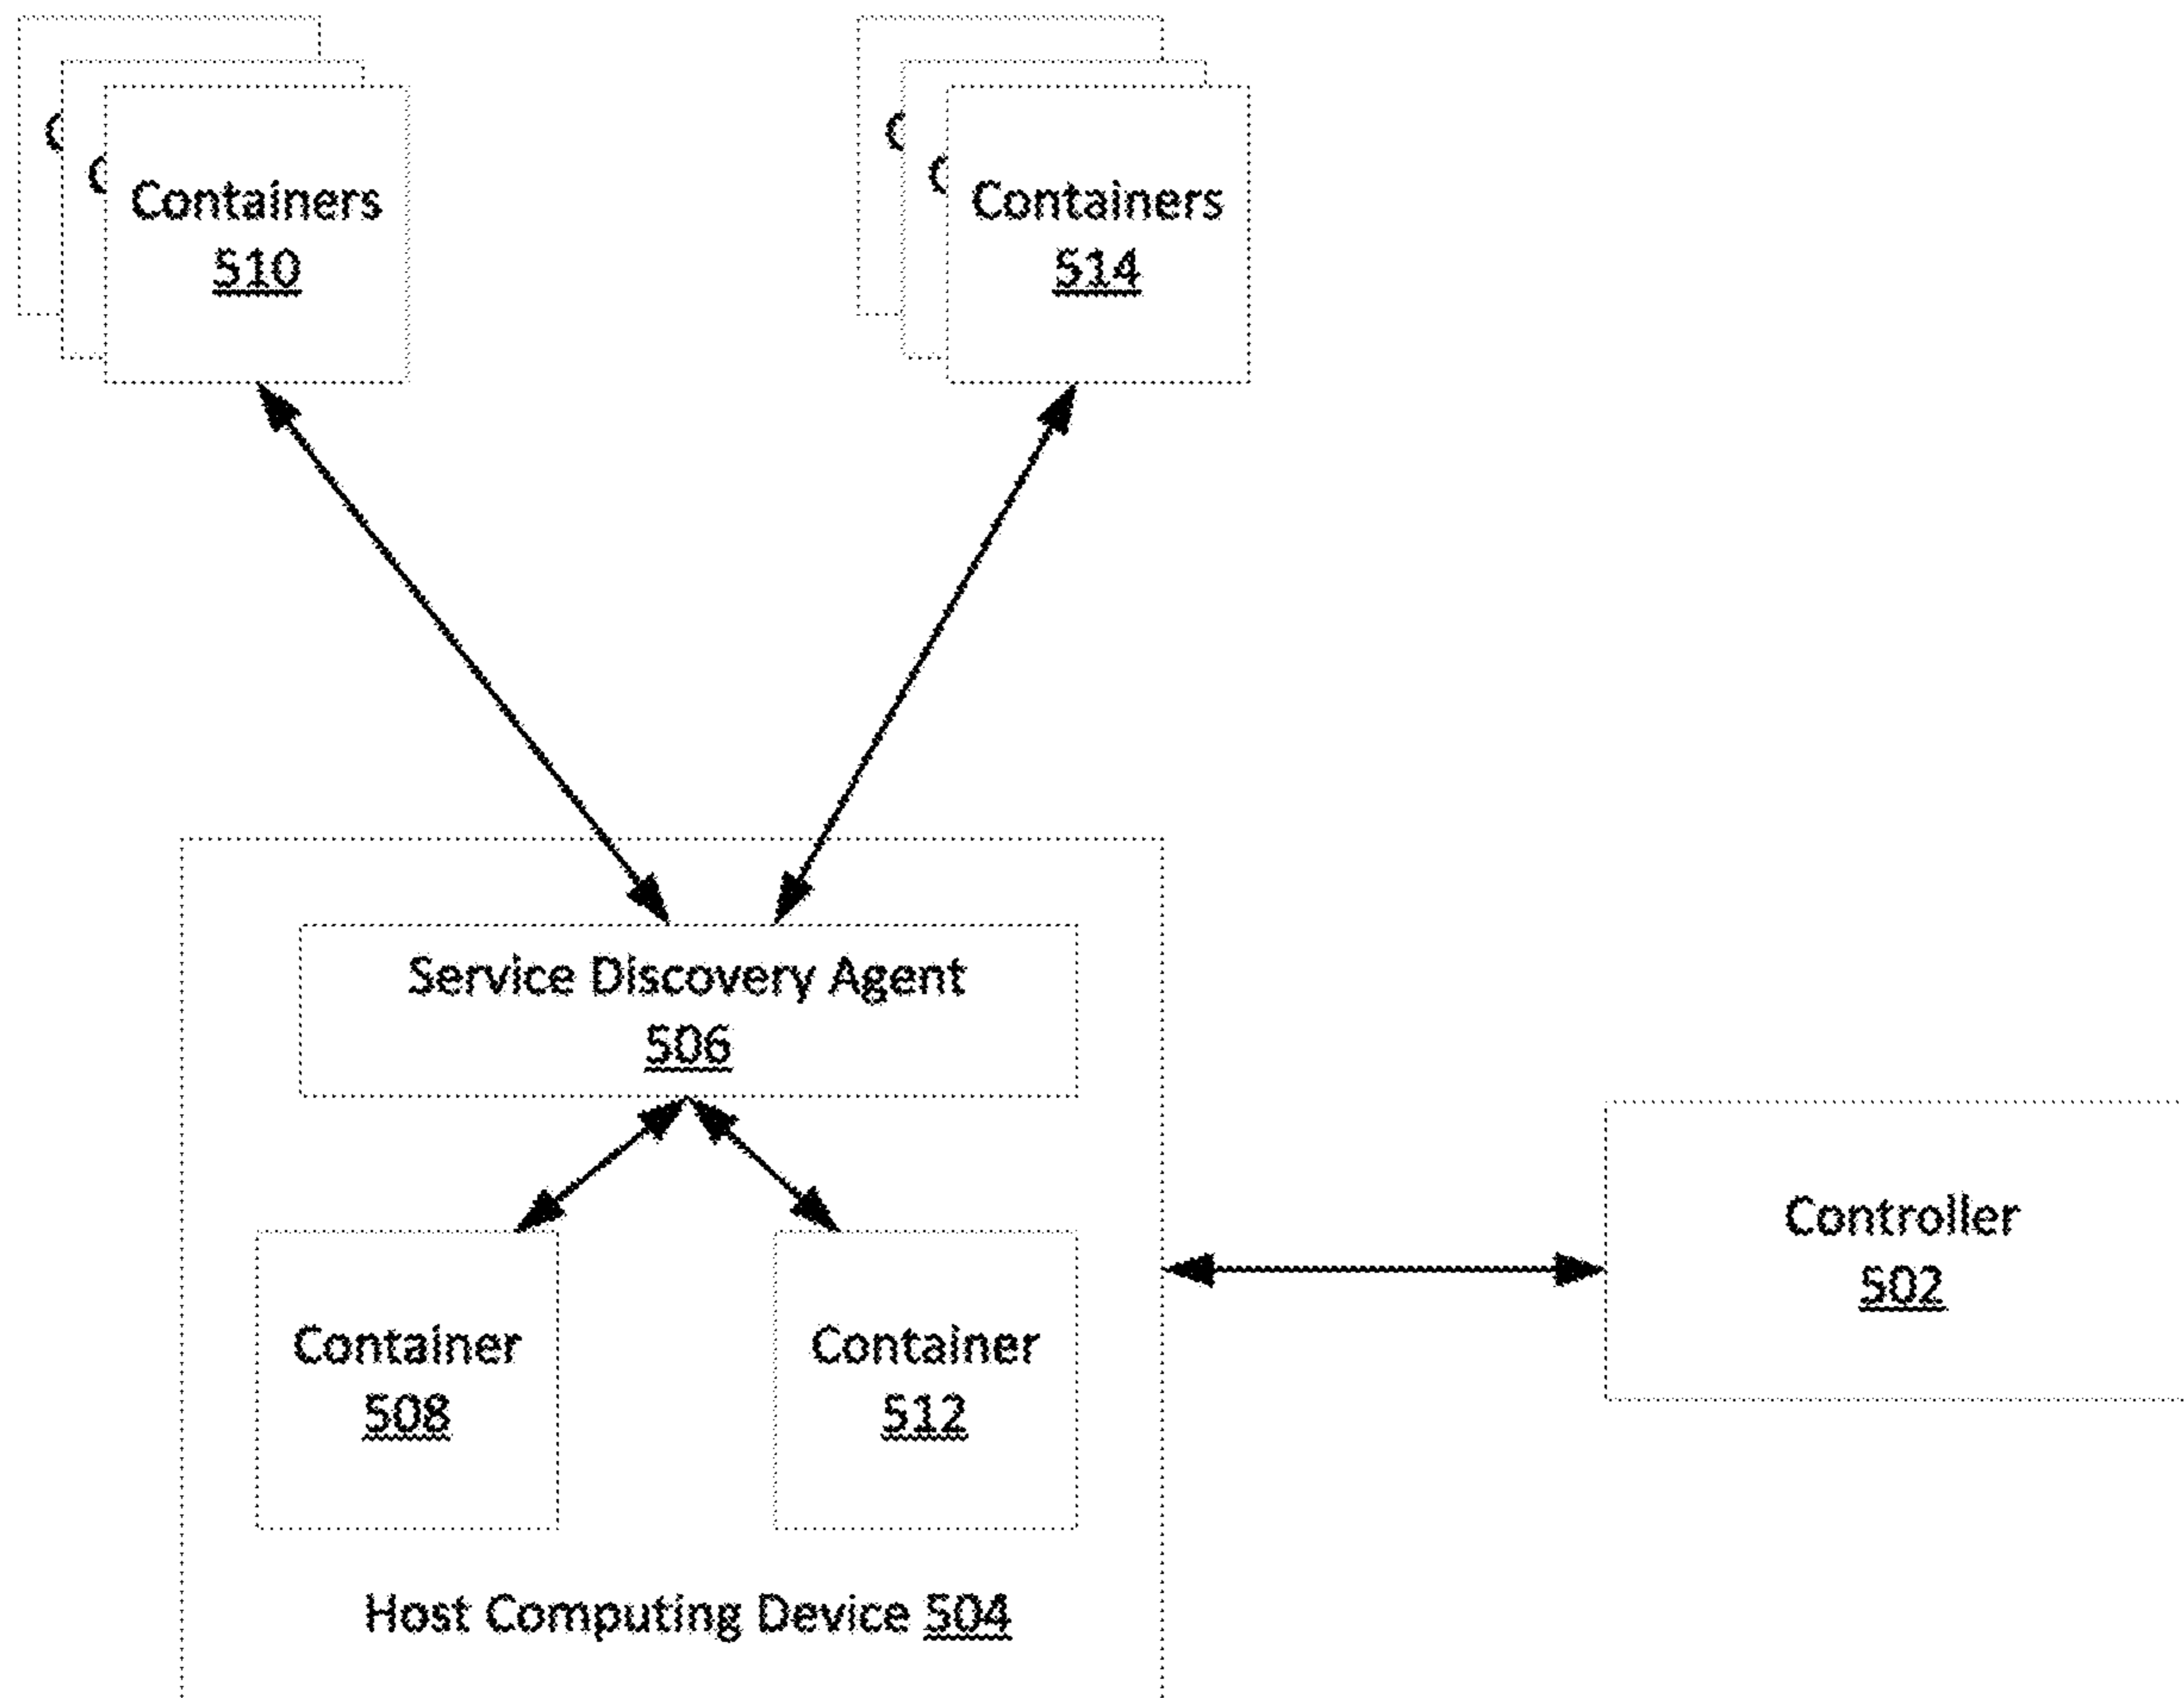 Containers
510
Containers
514
Service Discovery Agent
506
Controller
502
Container
508
Container
512
Host Computing Device 504